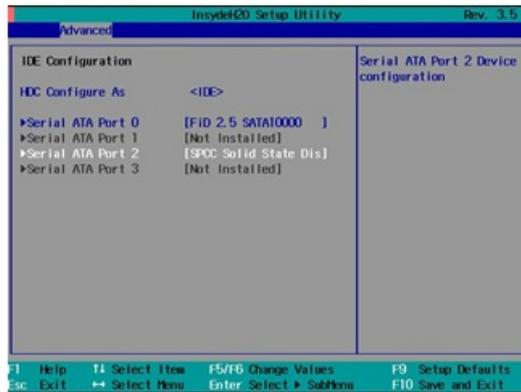 InsydeH20 Setup Utility Rev. 3.5
Advanced
IDE Configuration
HDC Configure As <IDE>
▶Serial ATA Port 0 [FiD 2.5 SATA10000 ]
▶Serial ATA Port 1 [Not Installed]
▶Serial ATA Port 2 [SPCC Solid State Dis]
▶Serial ATA Port 3 [Not Installed]
Serial ATA Port 2 Device
configuration
F1 Help ↑↓ Select Item F5/F6 Change Values F9 Setup Defaults
Esc Exit ↔ Select Menu Enter Select ▶ SubMenu F10 Save and Exit